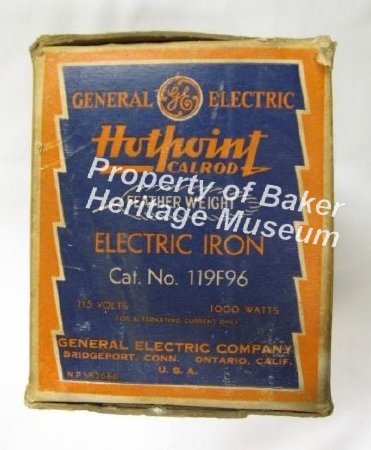 GENERAL GE ELECTRIC
Hotpoint
CALROD
FEATHER WEIGHT
ELECTRIC IRON
Cat. No. 119F96
115 VOLTS 1000 WATTS
FOR ALTERNATING CURRENT ONLY
GENERAL ELECTRIC COMPANY
BRIDGEPORT, CONN. ONTARIO, CALIF.
U. S. A.
Property of Baker
Heritage Museum